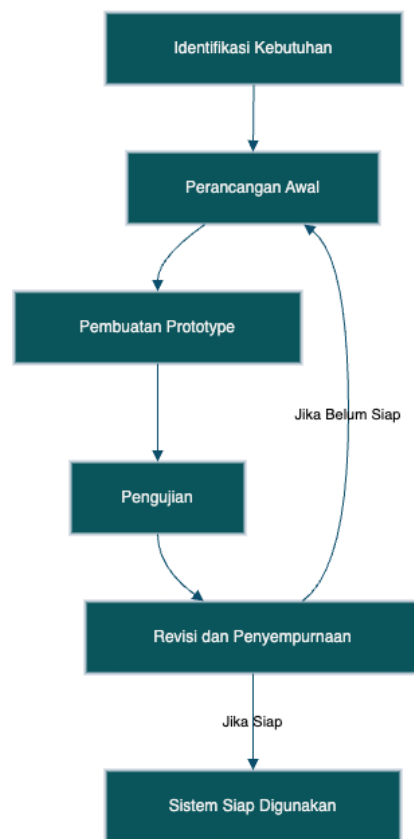 Identifikasi Kebutuhan
Perancangan Awal
Pembuatan Prototype
Jika Belum Siap
Pengujian
Revisi dan Penyempurnaan
Jika Siap
Sistem Siap Digunakan